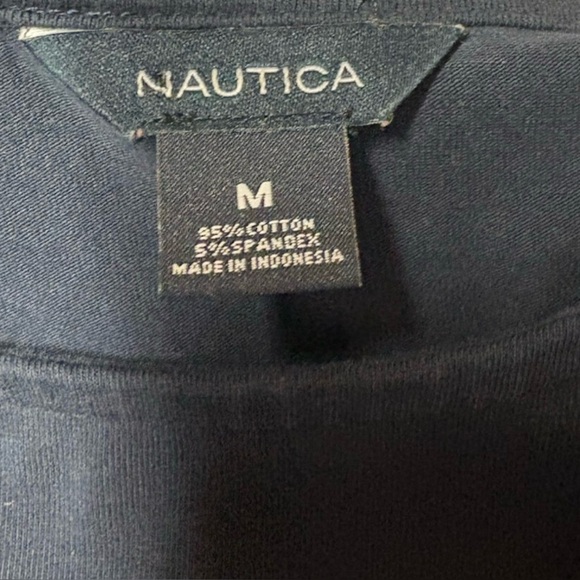 NAUTICA
M
95% COTTON
5% SPANDEX
MADE IN INDONESIA